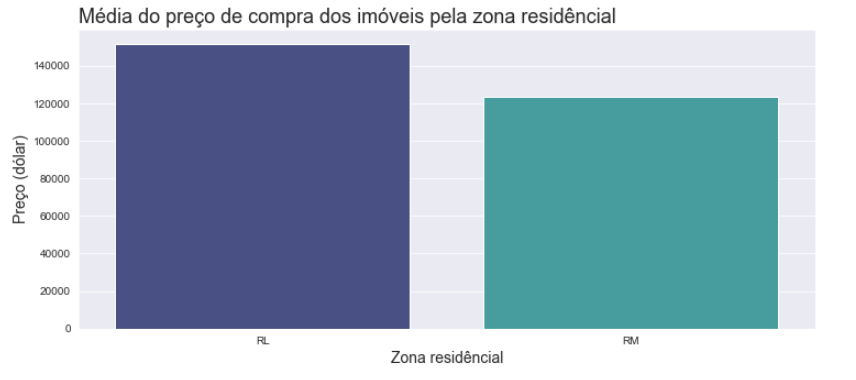 Média do preço de compra dos imóveis pela zona residêncial
140000
120000
100000
80000
60000
40000
20000
0
Preço (dólar)
RL
RM
Zona residêncial